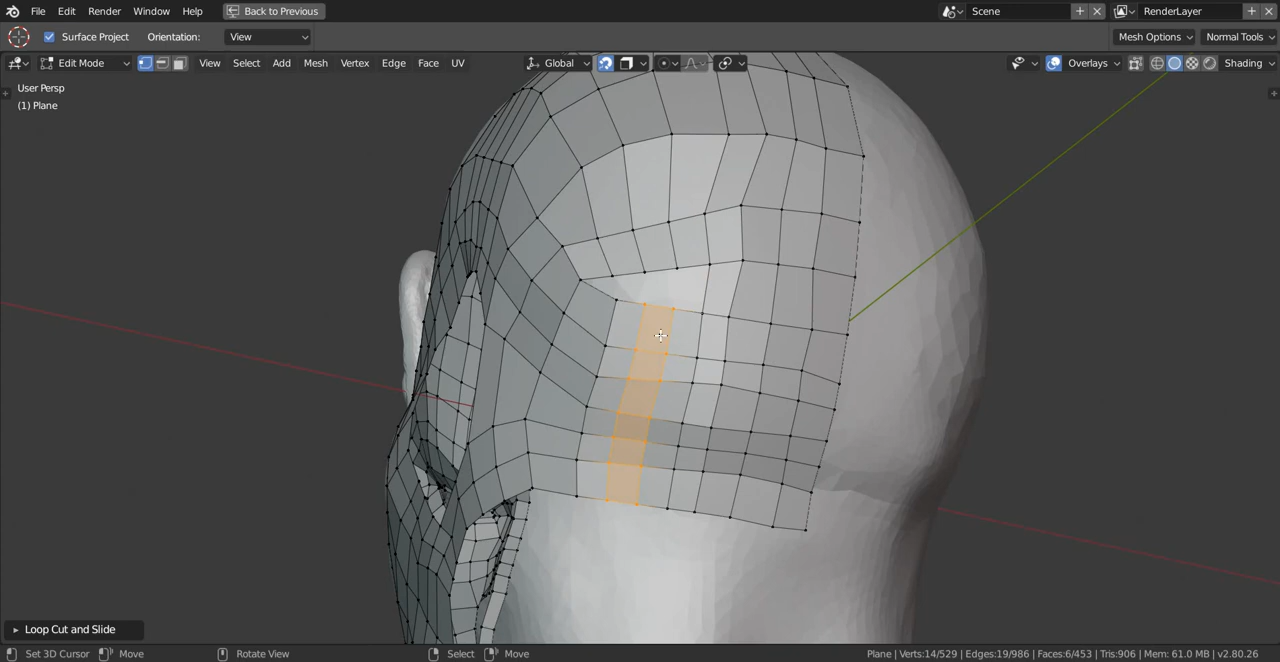 File Edit Render Window Help Back to Previous Scene RenderLayer
Surface Project Orientation: View Mesh Options Normal Tools
Edit Mode View Select Add Mesh Vertex Edge Face UV Global Overlays Shading
User Persp
(1) Plane
Loop Cut and Slide
Set 3D Cursor Move Rotate View Select Move Plane | Verts:14/529 | Edges:19/986 | Faces:6/453 | Tris:906 | Mem: 61.0 MB | v2.80.26